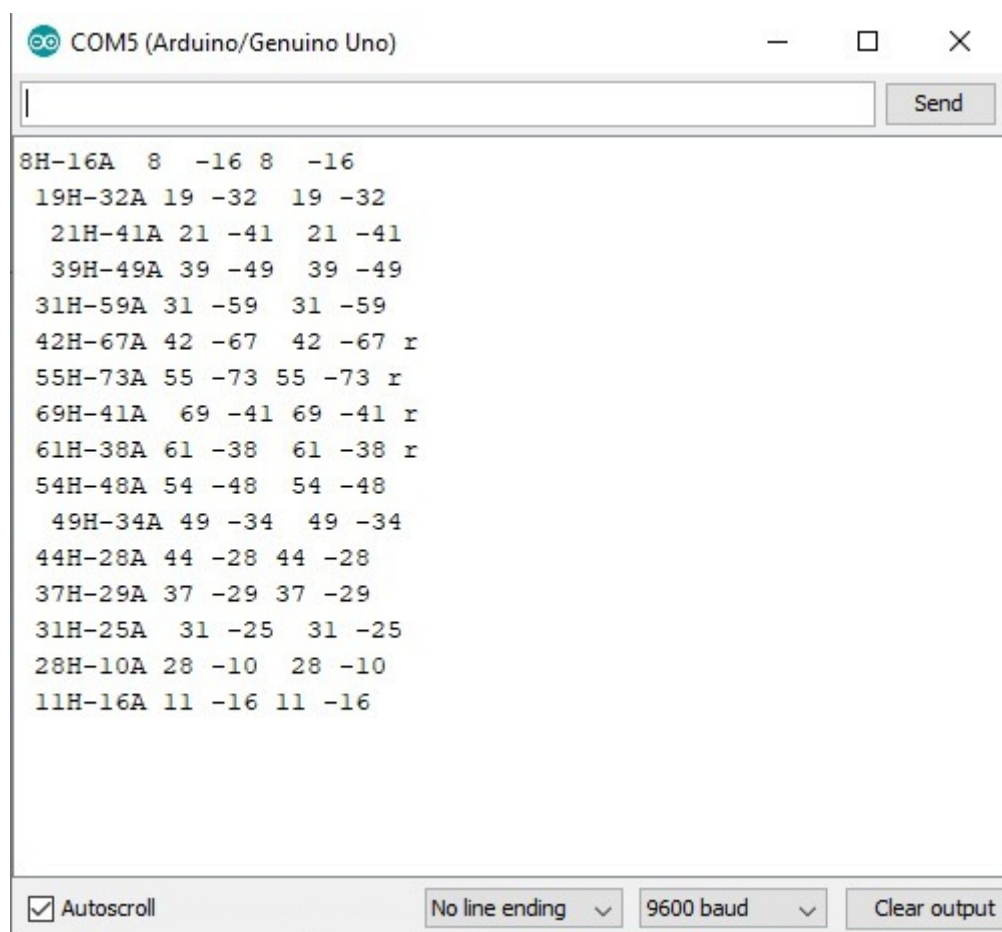 COM5 (Arduino/Genuino Uno)
Send
8H-16A  8  -16 8  -16
 19H-32A 19 -32  19 -32
  21H-41A 21 -41  21 -41
  39H-49A 39 -49  39 -49
 31H-59A 31 -59  31 -59
 42H-67A 42 -67  42 -67 r
 55H-73A 55 -73 55 -73 r
 69H-41A  69 -41 69 -41 r
 61H-38A 61 -38  61 -38 r
 54H-48A 54 -48  54 -48
  49H-34A 49 -34  49 -34
 44H-28A 44 -28 44 -28
 37H-29A 37 -29 37 -29
 31H-25A  31 -25  31 -25
 28H-10A 28 -10  28 -10
 11H-16A 11 -16 11 -16
Autoscroll No line ending 9600 baud Clear output